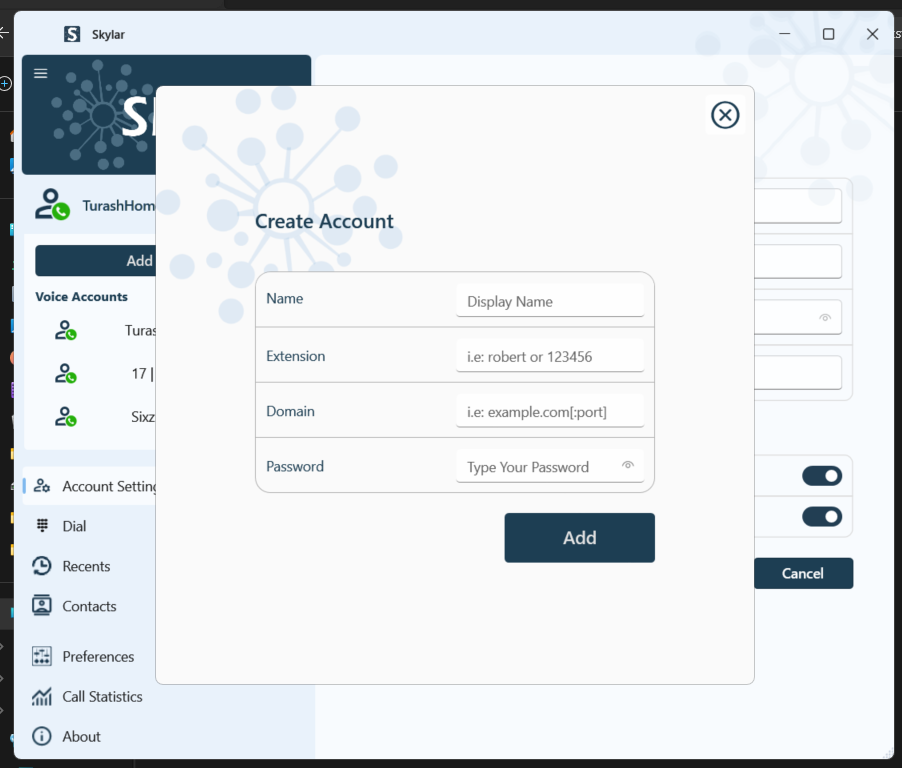 Skylar
S
TurashHom
Add
Voice Accounts
Turas
17 |
Sixz
Account Setting
Dial
Recents
Contacts
Preferences
Call Statistics
About
Create Account
Name
Display Name
Extension
i.e: robert or 123456
Domain
i.e: example.com[:port]
Password
Type Your Password
Add
Cancel